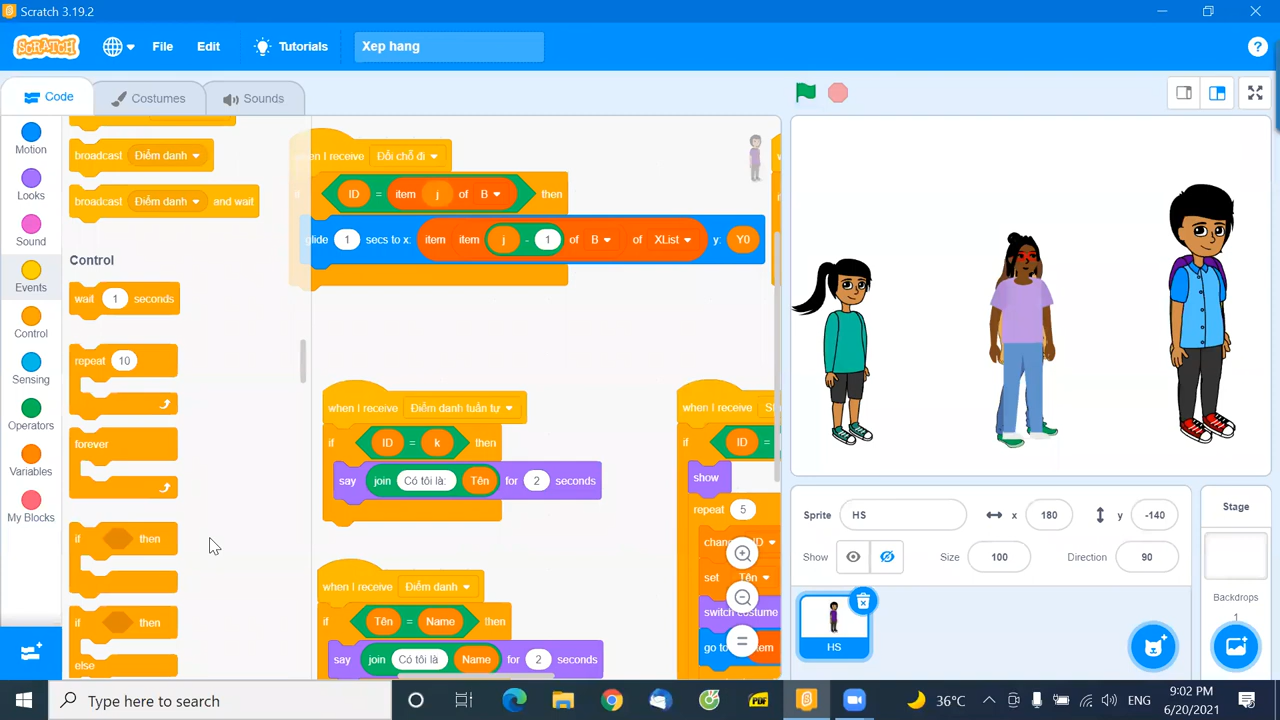 Scratch 3.19.2
SCRATCH
File
Edit
Tutorials
Xep hang
?
Code
Costumes
Sounds
Motion
Looks
Sound
Events
Control
Sensing
Operators
Variables
My Blocks
broadcast Điểm danh
broadcast Điểm danh and wait
Control
wait 1 seconds
repeat 10
forever
if then
if then
else
when I receive Đổi chỗ đi
if ID = item j of B then
glide 1 secs to x: item item j - 1 of B of XList y: Y0
when I receive Điểm danh tuần tự
if ID = k then
say join Có tôi là: Tên for 2 seconds
when I receive Điểm danh
if Tên = Name then
say join Có tôi là Name for 2 seconds
when I receive
if ID =
show
repeat 5
set Tên
switch costume
go to
Sprite HS x 180 y -140
Show Size 100 Direction 90
HS
Stage
Backdrops
1
Type here to search
PDF
36°C
ENG
9:02 PM
6/20/2021